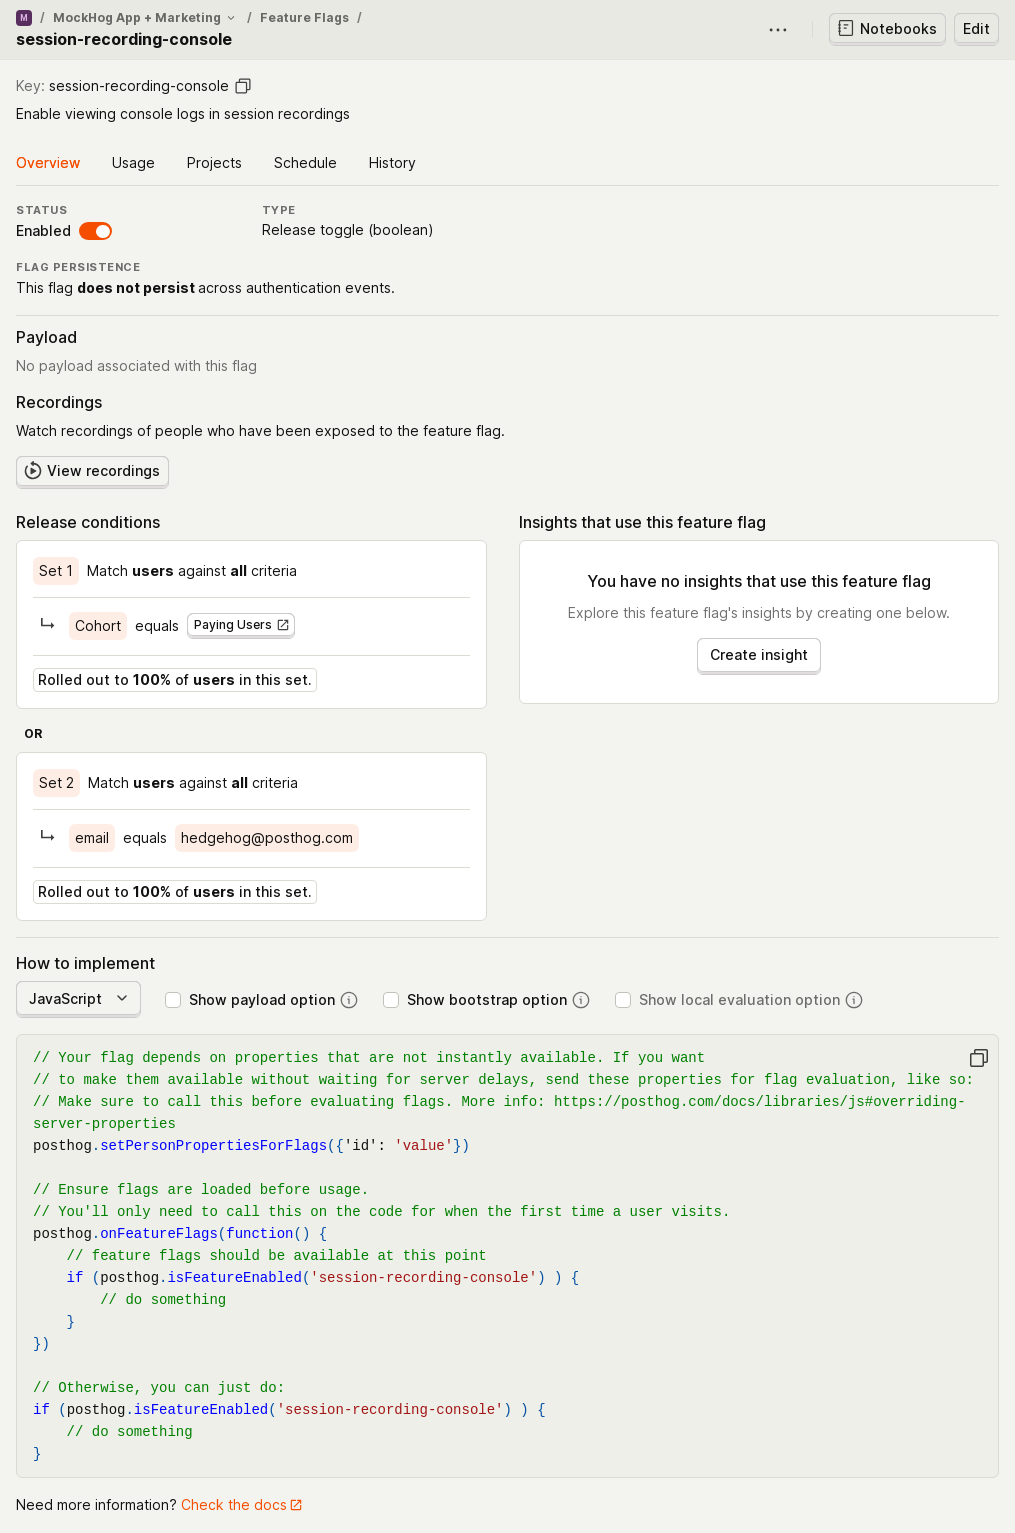 M / MockHog App + Marketing / Feature Flags /
session-recording-console
Notebooks
Edit
Key: session-recording-console
Enable viewing console logs in session recordings
Overview Usage Projects Schedule History
STATUS
Enabled
TYPE
Release toggle (boolean)
FLAG PERSISTENCE
This flag does not persist across authentication events.
Payload
No payload associated with this flag
Recordings
Watch recordings of people who have been exposed to the feature flag.
View recordings
Release conditions
Set 1 Match users against all criteria
Cohort equals Paying Users
Rolled out to 100% of users in this set.
OR
Set 2 Match users against all criteria
email equals hedgehog@posthog.com
Rolled out to 100% of users in this set.
Insights that use this feature flag
You have no insights that use this feature flag
Explore this feature flag's insights by creating one below.
Create insight
How to implement
JavaScript Show payload option Show bootstrap option Show local evaluation option
// Your flag depends on properties that are not instantly available. If you want
// to make them available without waiting for server delays, send these properties for flag evaluation, like so:
// Make sure to call this before evaluating flags. More info: https://posthog.com/docs/libraries/js#overriding-
server-properties
posthog.setPersonPropertiesForFlags({'id': 'value'})
// Ensure flags are loaded before usage.
// You'll only need to call this on the code for when the first time a user visits.
posthog.onFeatureFlags(function() {
    // feature flags should be available at this point
    if (posthog.isFeatureEnabled('session-recording-console') ) {
        // do something
    }
})
// Otherwise, you can just do:
if (posthog.isFeatureEnabled('session-recording-console') ) {
    // do something
}
Need more information? Check the docs